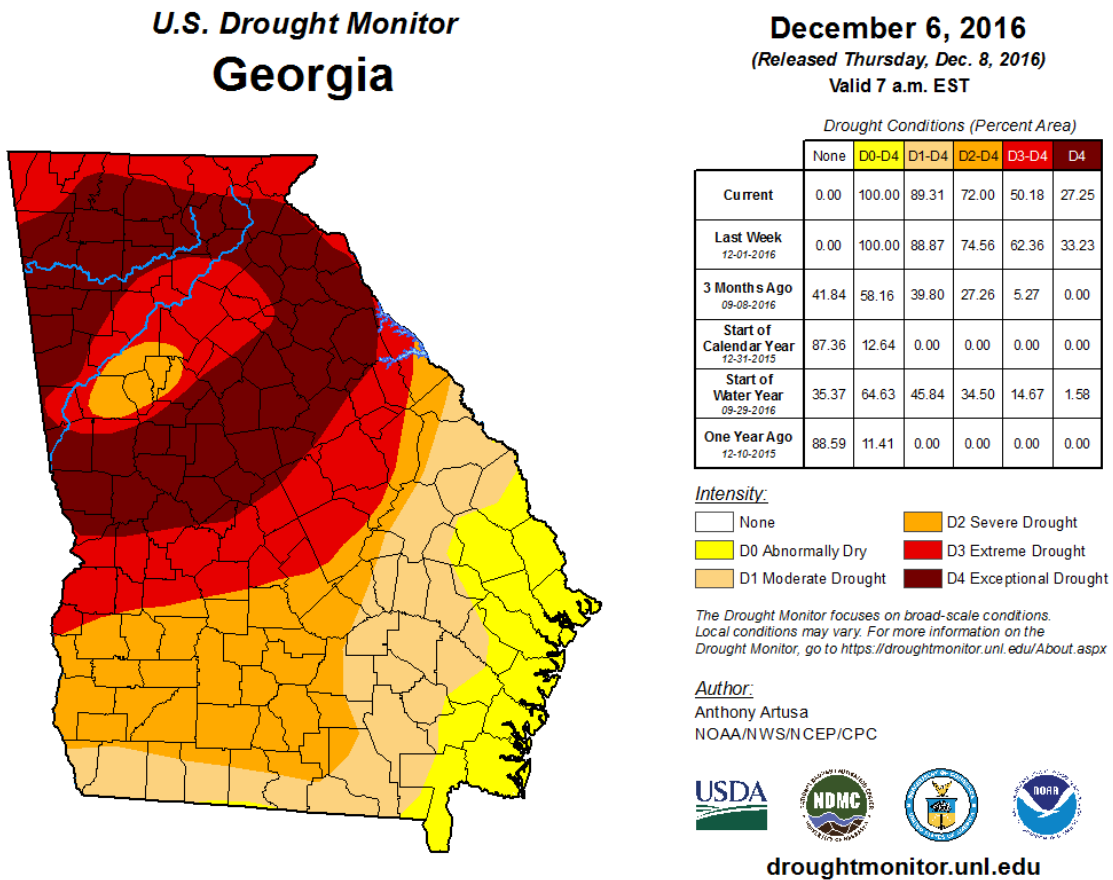 U.S. Drought Monitor
Georgia
December 6, 2016
(Released Thursday, Dec. 8, 2016)
Valid 7 a.m. EST
Drought Conditions (Percent Area)
None D0-D4 D1-D4 D2-D4 D3-D4 D4
Current 0.00 100.00 89.31 72.00 50.18 27.25
Last Week 0.00 100.00 88.87 74.56 62.36 33.23
12-01-2016
3 Months Ago 41.84 58.16 39.80 27.26 5.27 0.00
09-08-2016
Start of
Calendar Year 87.36 12.64 0.00 0.00 0.00 0.00
12-31-2015
Start of
Water Year 35.37 64.63 45.84 34.50 14.67 1.58
09-29-2016
One Year Ago 88.59 11.41 0.00 0.00 0.00 0.00
12-10-2015
Intensity:
None
D0 Abnormally Dry
D1 Moderate Drought
D2 Severe Drought
D3 Extreme Drought
D4 Exceptional Drought
The Drought Monitor focuses on broad-scale conditions.
Local conditions may vary. For more information on the
Drought Monitor, go to https://droughtmonitor.unl.edu/About.aspx
Author:
Anthony Artusa
NOAA/NWS/NCEP/CPC
USDA
NDMC
NOAA
droughtmonitor.unl.edu